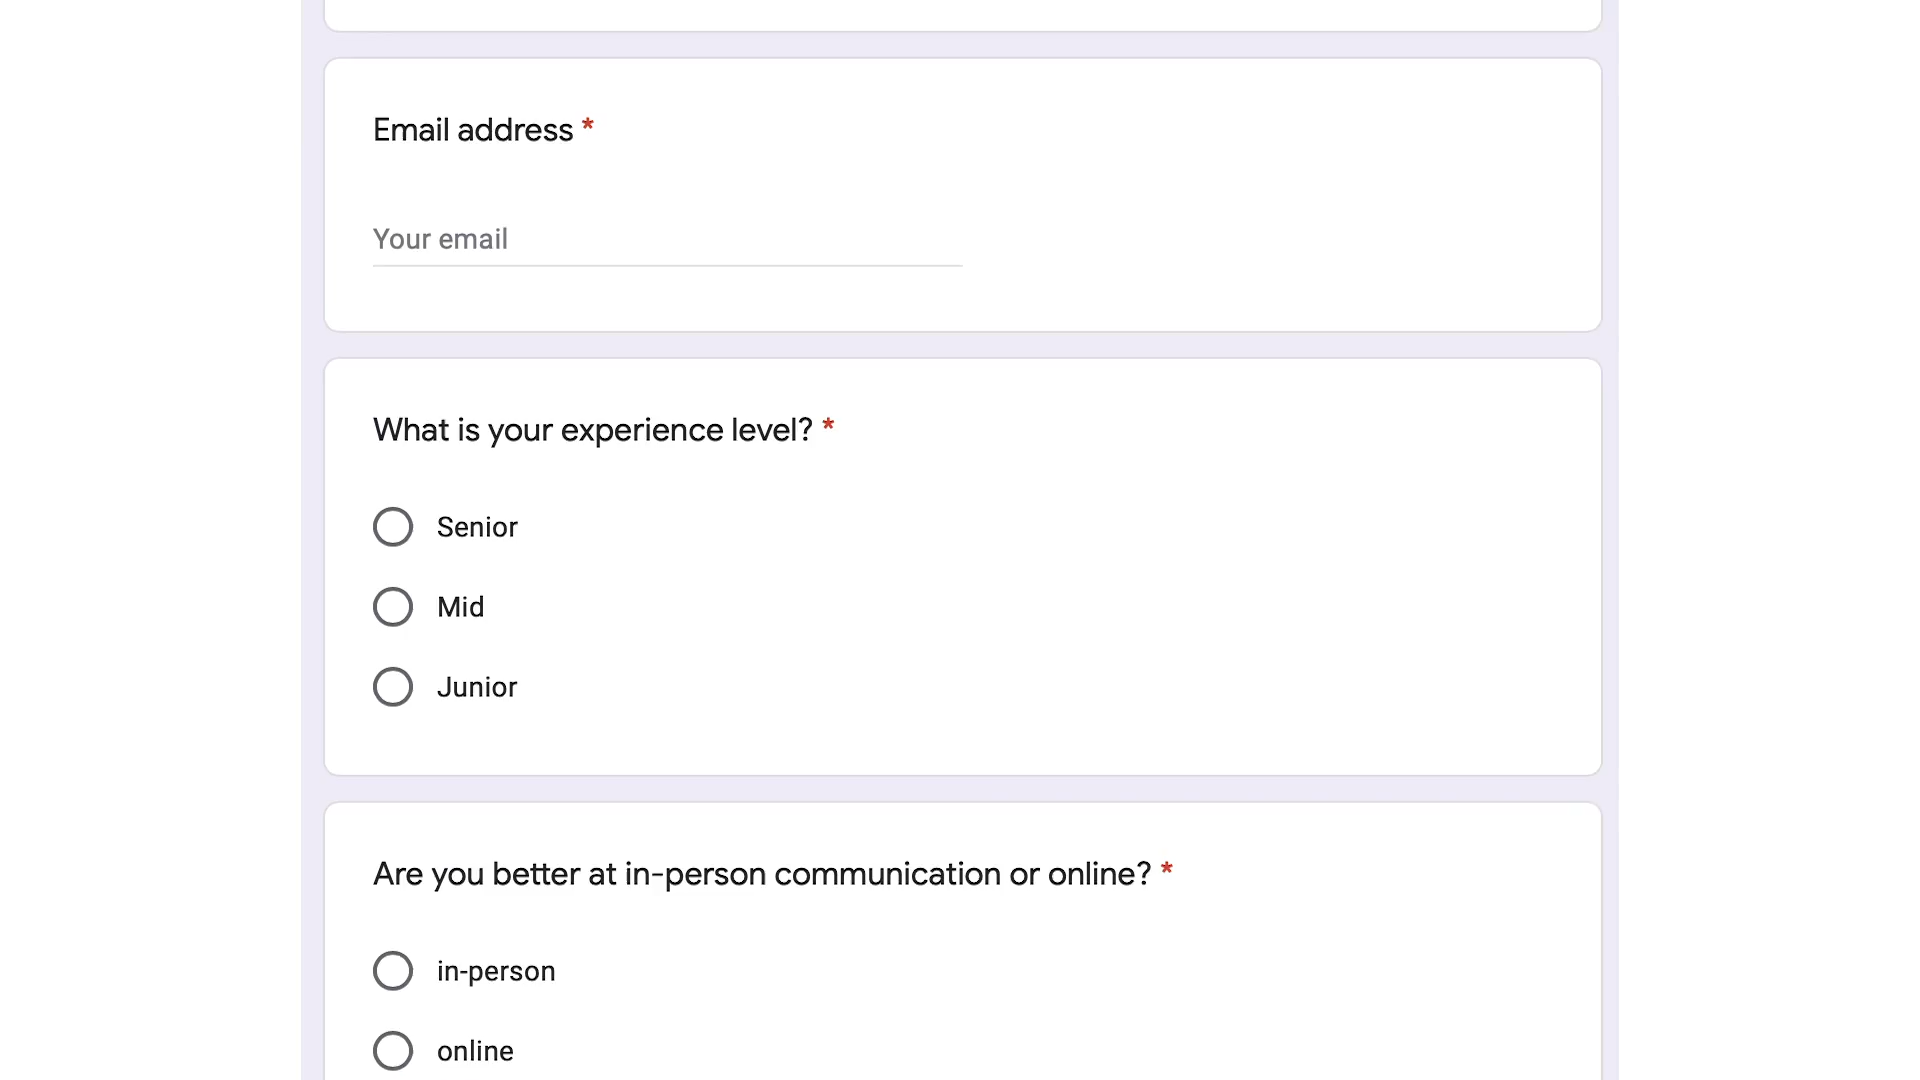 Email address *
Your email
What is your experience level? *
Senior
Mid
Junior
Are you better at in-person communication or online? *
in-person
online